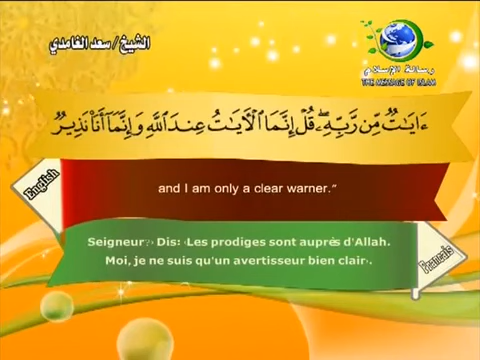 الشيخ / سعد الغامدي
رسالة الإسلام
THE MESSAGE OF ISLAM
ءَايَٰتٌ مِّن رَّبِّهِۦ ۖ قُلْ إِنَّمَا ٱلْءَايَٰتُ عِندَ ٱللَّهِ وَإِنَّمَآ أَنَا۠ نَذِيرٌ
English
and I am only a clear warner.“
Seigneur?› Dis: ‹Les prodiges sont auprès d'Allah.
Moi, je ne suis qu'un avertisseur bien clair›.
Francais